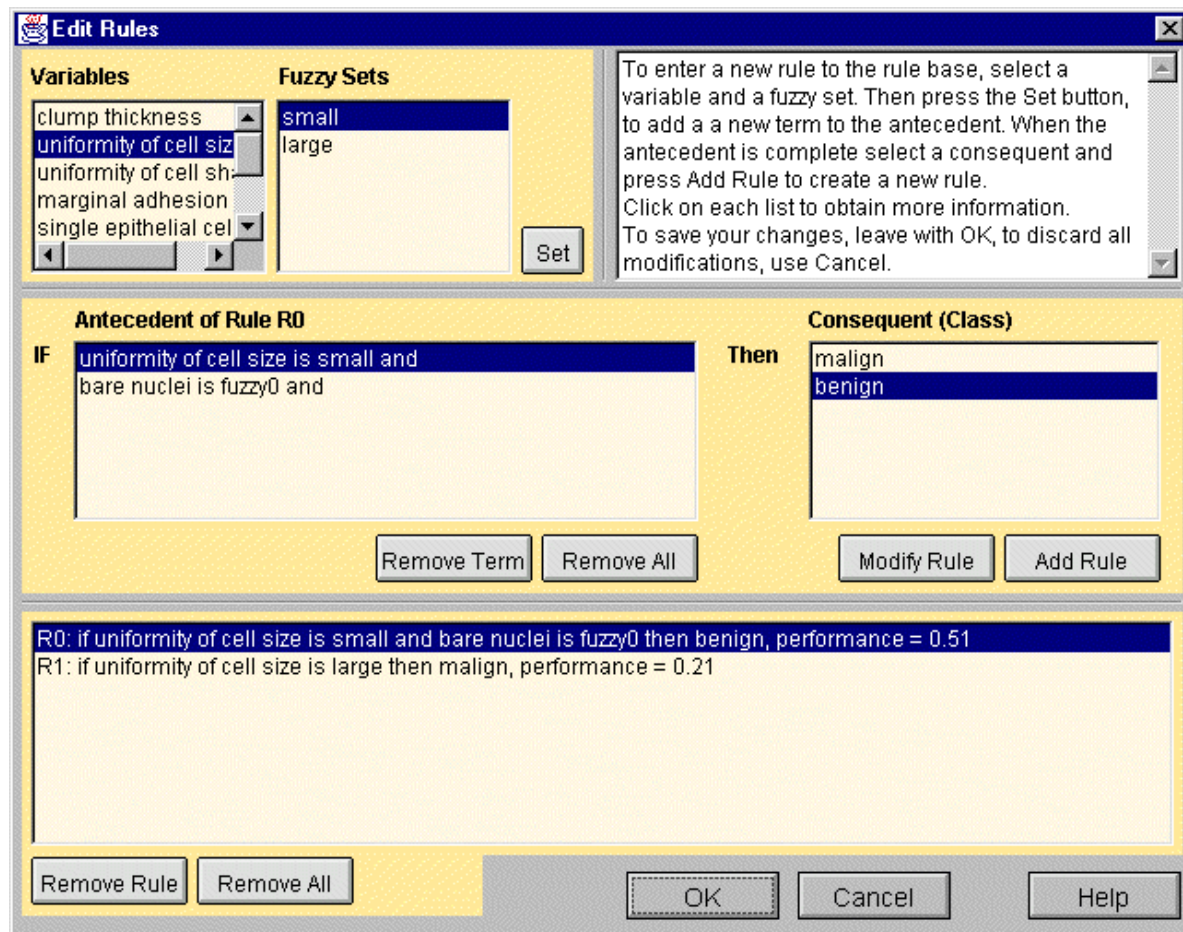 Edit Rules
Variables
clump thickness
uniformity of cell siz
uniformity of cell sh
marginal adhesion
single epithelial cel
Fuzzy Sets
small
large
Set
To enter a new rule to the rule base, select a
variable and a fuzzy set. Then press the Set button,
to add a a new term to the antecedent. When the
antecedent is complete select a consequent and
press Add Rule to create a new rule.
Click on each list to obtain more information.
To save your changes, leave with OK, to discard all
modifications, use Cancel.
Antecedent of Rule R0
IF
uniformity of cell size is small and
bare nuclei is fuzzy0 and
Remove Term
Remove All
Consequent (Class)
Then
malign
benign
Modify Rule
Add Rule
R0: if uniformity of cell size is small and bare nuclei is fuzzy0 then benign, performance = 0.51
R1: if uniformity of cell size is large then malign, performance = 0.21
Remove Rule
Remove All
OK
Cancel
Help